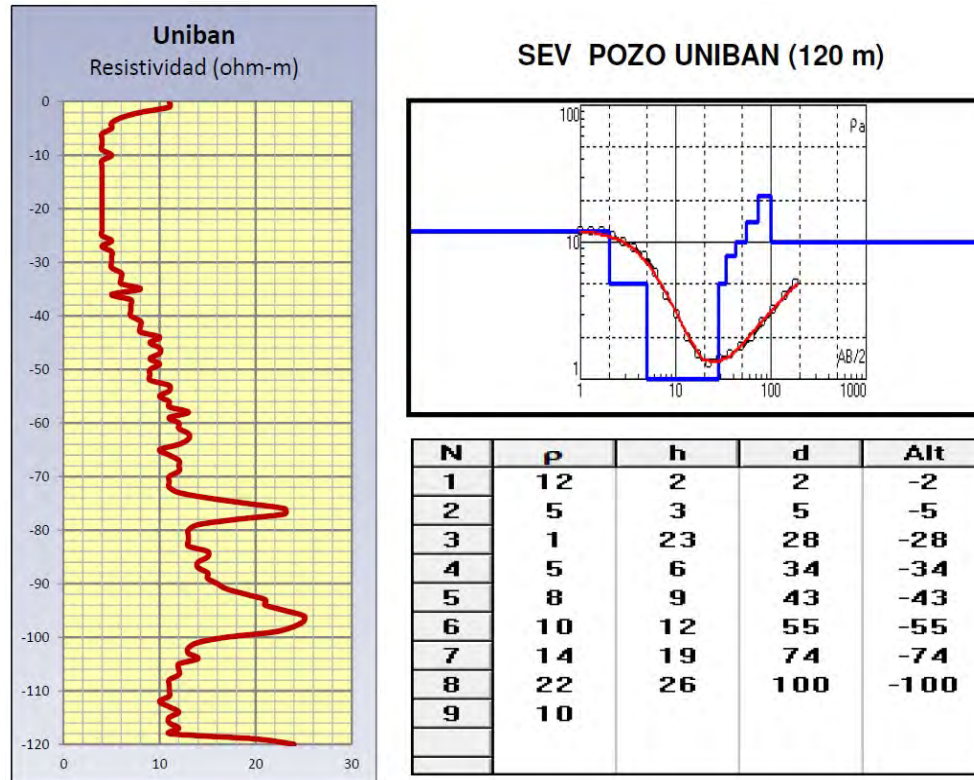 Uniban
Resistividad (ohm-m)
0
-10
-20
-30
-40
-50
-60
-70
-80
-90
-100
-110
-120
0 10 20 30
SEV POZO UNIBAN (120 m)
100
Pa
10
1
AB/2
1 10 100 1000
N ρ h d Alt
1 12 2 2 -2
2 5 3 5 -5
3 1 23 28 -28
4 5 6 34 -34
5 8 9 43 -43
6 10 12 55 -55
7 14 19 74 -74
8 22 26 100 -100
9 10